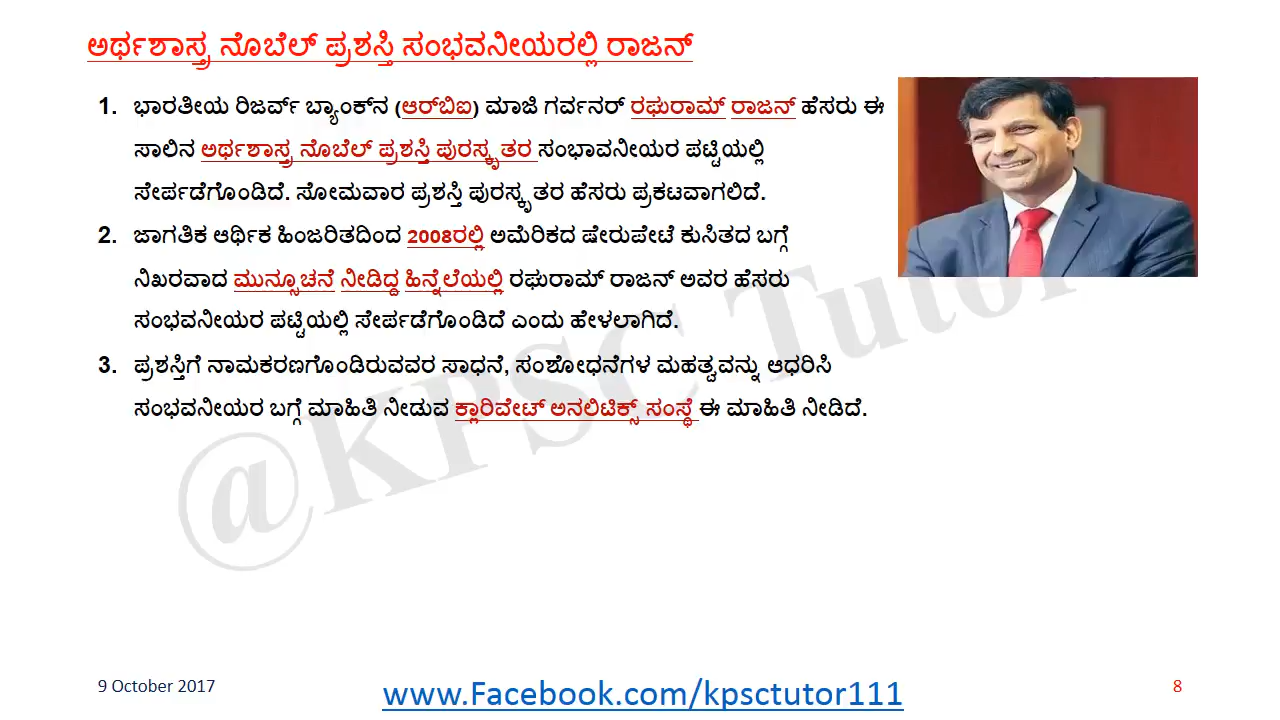 ಅರ್ಥಶಾಸ್ತ್ರ ನೊಬೆಲ್ ಪ್ರಶಸ್ತಿ ಸಂಭವನೀಯರಲ್ಲಿ ರಾಜನ್
1. ಭಾರತೀಯ ರಿಜರ್ವ್ ಬ್ಯಾಂಕ್‌ನ (ಆರ್‌ಬಿಐ) ಮಾಜಿ ಗರ್ವನರ್ ರಘುರಾಮ್ ರಾಜನ್ ಹೆಸರು ಈ
ಸಾಲಿನ ಅರ್ಥಶಾಸ್ತ್ರ ನೊಬೆಲ್ ಪ್ರಶಸ್ತಿ ಪುರಸ್ಕೃತರ ಸಂಭಾವನೀಯರ ಪಟ್ಟಿಯಲ್ಲಿ
ಸೇರ್ಪಡೆಗೊಂಡಿದೆ. ಸೋಮವಾರ ಪ್ರಶಸ್ತಿ ಪುರಸ್ಕೃತರ ಹೆಸರು ಪ್ರಕಟವಾಗಲಿದೆ.
2. ಜಾಗತಿಕ ಆರ್ಥಿಕ ಹಿಂಜರಿತದಿಂದ 2008ರಲ್ಲಿ ಅಮೆರಿಕದ ಷೇರುಪೇಟೆ ಕುಸಿತದ ಬಗ್ಗೆ
ನಿಖರವಾದ ಮುನ್ಸೂಚನೆ ನೀಡಿದ್ದ ಹಿನ್ನೆಲೆಯಲ್ಲಿ ರಘುರಾಮ್ ರಾಜನ್ ಅವರ ಹೆಸರು
ಸಂಭವನೀಯರ ಪಟ್ಟಿಯಲ್ಲಿ ಸೇರ್ಪಡೆಗೊಂಡಿದೆ ಎಂದು ಹೇಳಲಾಗಿದೆ.
3. ಪ್ರಶಸ್ತಿಗೆ ನಾಮಕರಣಗೊಂಡಿರುವವರ ಸಾಧನೆ, ಸಂಶೋಧನೆಗಳ ಮಹತ್ವವನ್ನು ಆಧರಿಸಿ
ಸಂಭವನೀಯರ ಬಗ್ಗೆ ಮಾಹಿತಿ ನೀಡುವ ಕ್ಲಾರಿವೇಟ್ ಅನಲಿಟಿಕ್ಸ್ ಸಂಸ್ಥೆ ಈ ಮಾಹಿತಿ ನೀಡಿದೆ.
@KPSC Tutor
9 October 2017
www.Facebook.com/kpsctutor111
8